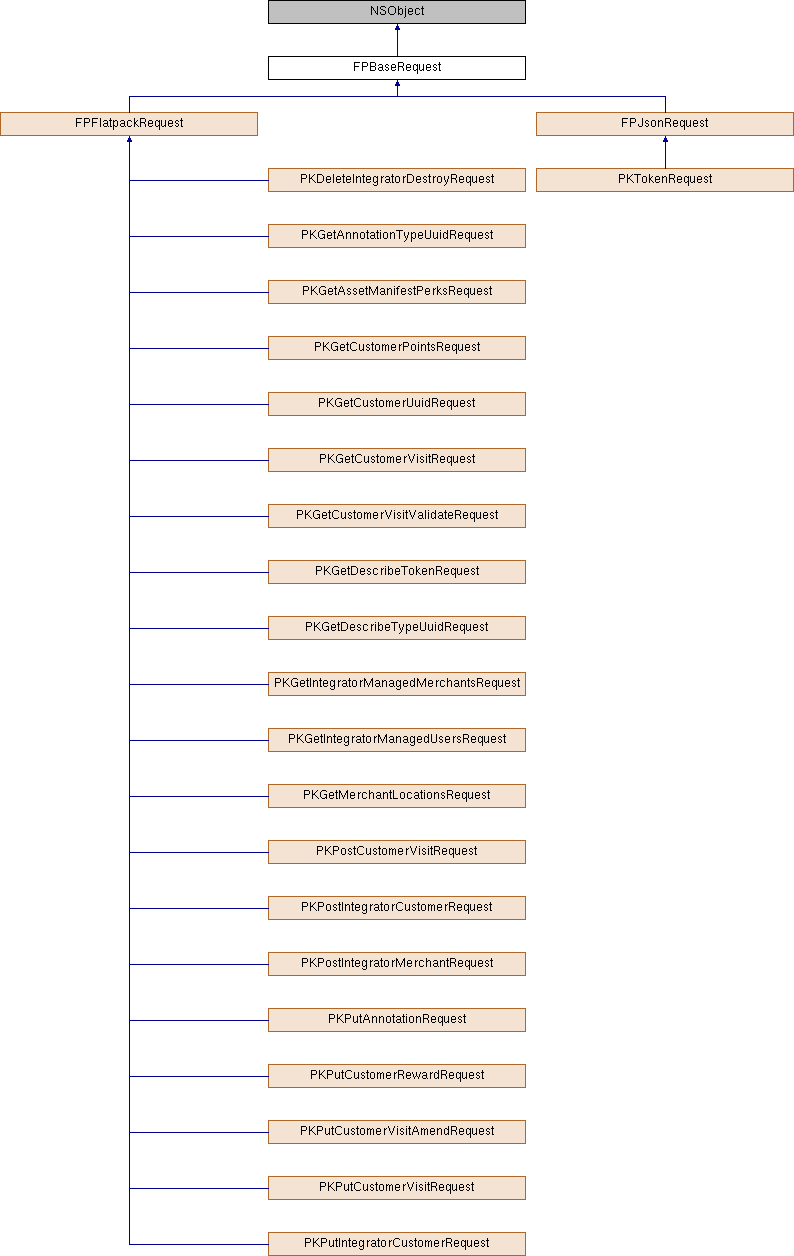 NSObject
FPBaseRequest
FPFlatpackRequest
FPJsonRequest
PKDeleteIntegratorDestroyRequest
PKTokenRequest
PKGetAnnotationTypeUuidRequest
PKGetAssetManifestPerksRequest
PKGetCustomerPointsRequest
PKGetCustomerUuidRequest
PKGetCustomerVisitRequest
PKGetCustomerVisitValidateRequest
PKGetDescribeTokenRequest
PKGetDescribeTypeUuidRequest
PKGetIntegratorManagedMerchantsRequest
PKGetIntegratorManagedUsersRequest
PKGetMerchantLocationsRequest
PKPostCustomerVisitRequest
PKPostIntegratorCustomerRequest
PKPostIntegratorMerchantRequest
PKPutAnnotationRequest
PKPutCustomerRewardRequest
PKPutCustomerVisitAmendRequest
PKPutCustomerVisitRequest
PKPutIntegratorCustomerRequest